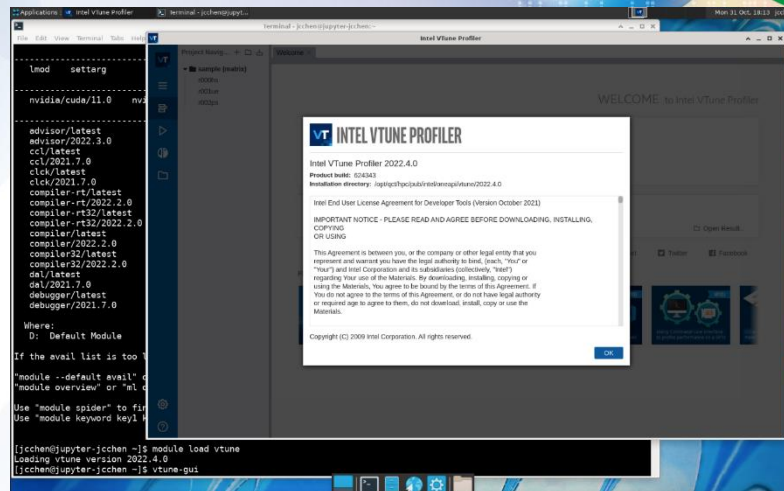 Applications
Intel VTune Profiler
Terminal - jcchen@jupyt...
Mon 31 Oct, 18:13
Terminal - jcchen@jupyter-jcchen:~
File Edit View Terminal Tabs Help
lmod settarg
nvidia/cuda/11.0
advisor/latest
advisor/2022.3.0
ccl/latest
ccl/2021.7.0
clck/latest
clck/2021.7.0
compiler-rt/latest
compiler-rt/2022.2.0
compiler-rt32/latest
compiler-rt32/2022.2.0
compiler/latest
compiler/2022.2.0
compiler32/latest
compiler32/2022.2.0
dal/latest
dal/2021.7.0
debugger/latest
debugger/2021.7.0
Where:
D: Default Module
If the avail list is too
"module --default avail"
"module overview" or "ml
Use "module spider" to
Use "module keyword key1
[jcchen@jupyter-jcchen ~]$ module load vtune
Loading vtune version 2022.4.0
[jcchen@jupyter-jcchen ~]$ vtune-gui
Intel VTune Profiler
Project Navig...
Welcome
sample (matrix)
WELCOME to Intel VTune Profiler
Open Result...
Twitter
Facebook
VT INTEL VTUNE PROFILER
Intel VTune Profiler 2022.4.0
Product build: 624343
Installation directory: /opt/qct/hpc/pub/intel/oneapi/vtune/2022.4.0
Intel End User License Agreement for Developer Tools (Version October 2021)
IMPORTANT NOTICE - PLEASE READ AND AGREE BEFORE DOWNLOADING, INSTALLING,
COPYING
OR USING
This Agreement is between you, or the company or other legal entity that you
represent and warrant you have the legal authority to bind, (each, "You" or
"Your") and Intel Corporation and its subsidiaries (collectively, "Intel")
regarding Your use of the Materials. By downloading, installing, copying or
using the Materials, You agree to be bound by the terms of this Agreement. If
You do not agree to the terms of this Agreement, or do not have legal authority
or required age to agree to them, do not download, install, copy or use the
Materials.
Copyright (C) 2009 Intel Corporation. All rights reserved.
OK